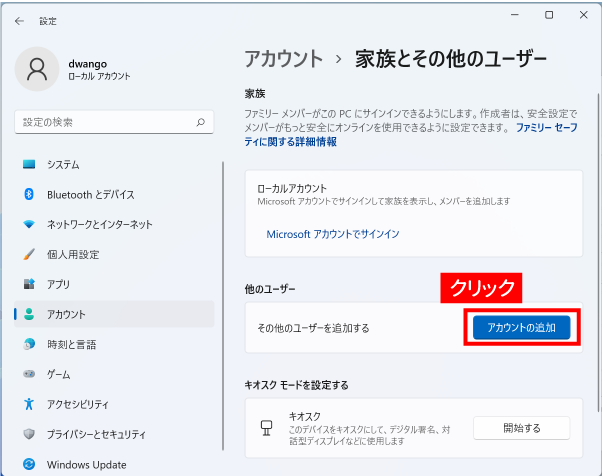 設定
dwango
ローカル アカウント
設定の検索
システム
Bluetooth とデバイス
ネットワークとインターネット
個人用設定
アプリ
アカウント
時刻と言語
ゲーム
アクセシビリティ
プライバシーとセキュリティ
Windows Update
アカウント › 家族とその他のユーザー
家族
ファミリー メンバーがこの PC にサインインできるようにします。作成者は、安全設定で
メンバーがもっと安全にオンラインを使用できるように設定できます。 ファミリー セーフ
ティに関する詳細情報
ローカルアカウント
Microsoft アカウントでサインインして家族を表示し、メンバーを追加します
Microsoft アカウントでサインイン
他のユーザー
クリック
その他のユーザーを追加する
アカウントの追加
キオスク モードを設定する
キオスク
このデバイスをキオスクにして、デジタル署名、対
話型ディスプレイなどに使用します
開始する